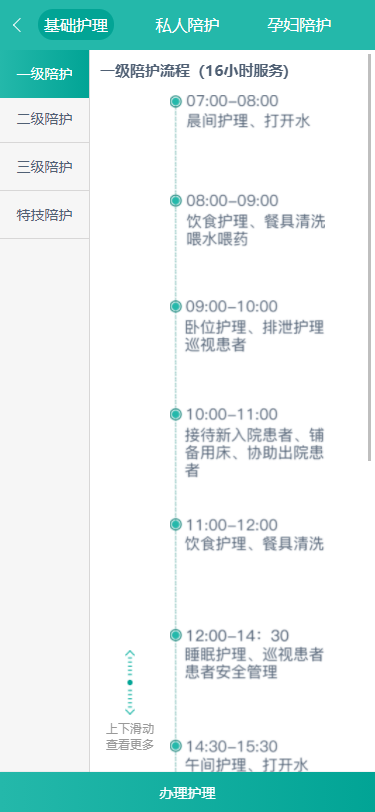 基础护理 私人陪护 孕妇陪护
一级陪护
二级陪护
三级陪护
特技陪护
一级陪护流程（16小时服务)
07:00-08:00
晨间护理、打开水
08:00-09:00
饮食护理、餐具清洗
喂水喂药
09:00-10:00
卧位护理、排泄护理
巡视患者
10:00-11:00
接待新入院患者、铺
备用床、协助出院患
者
11:00-12:00
饮食护理、餐具清洗
12:00-14：30
睡眠护理、巡视患者
患者安全管理
14:30-15:30
午间护理、打开水
上下滑动
查看更多
办理护理